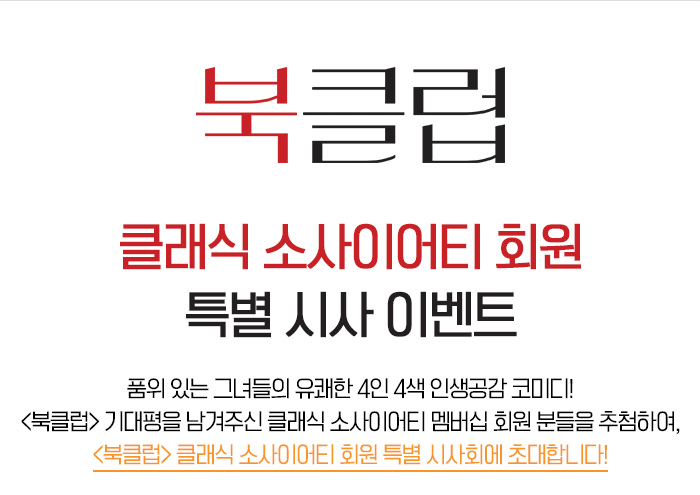 북클럽
클래식 소사이어티 회원
특별 시사 이벤트
품위 있는 그녀들의 유쾌한 4인 4색 인생공감 코미디!
<북클럽> 기대평을 남겨주신 클래식 소사이어티 멤버십 회원 분들을 추첨하여,
<북클럽> 클래식 소사이어티 회원 특별 시사회에 초대합니다!